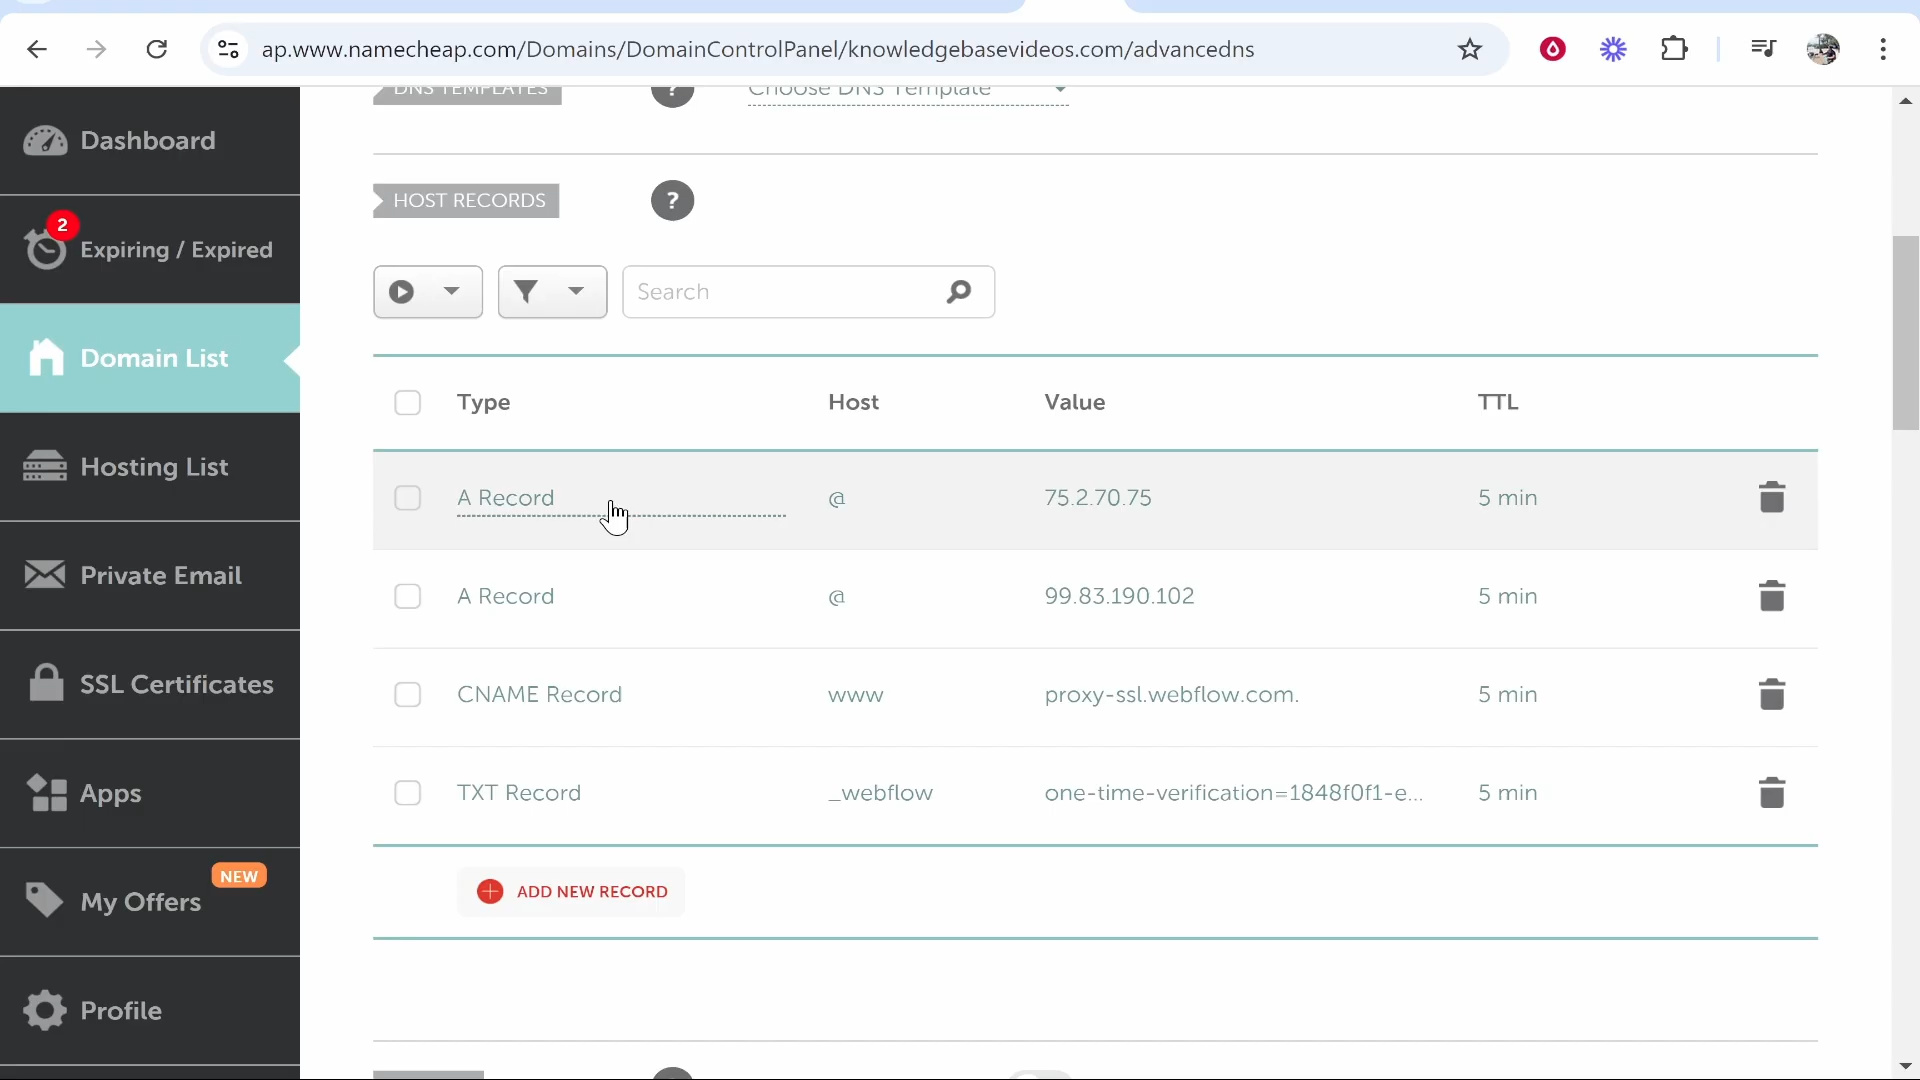 ap.www.namecheap.com/Domains/DomainControlPanel/knowledgebasevideos.com/advancedns
DNS TEMPLATES ? Choose DNS Template
Dashboard
HOST RECORDS ?
2
Expiring / Expired
Search
Domain List
Type Host Value TTL
Hosting List
A Record @ 75.2.70.75 5 min
Private Email
A Record @ 99.83.190.102 5 min
SSL Certificates
CNAME Record www proxy-ssl.webflow.com. 5 min
Apps
TXT Record _webflow one-time-verification=1848f0f1-e... 5 min
NEW
My Offers
ADD NEW RECORD
Profile